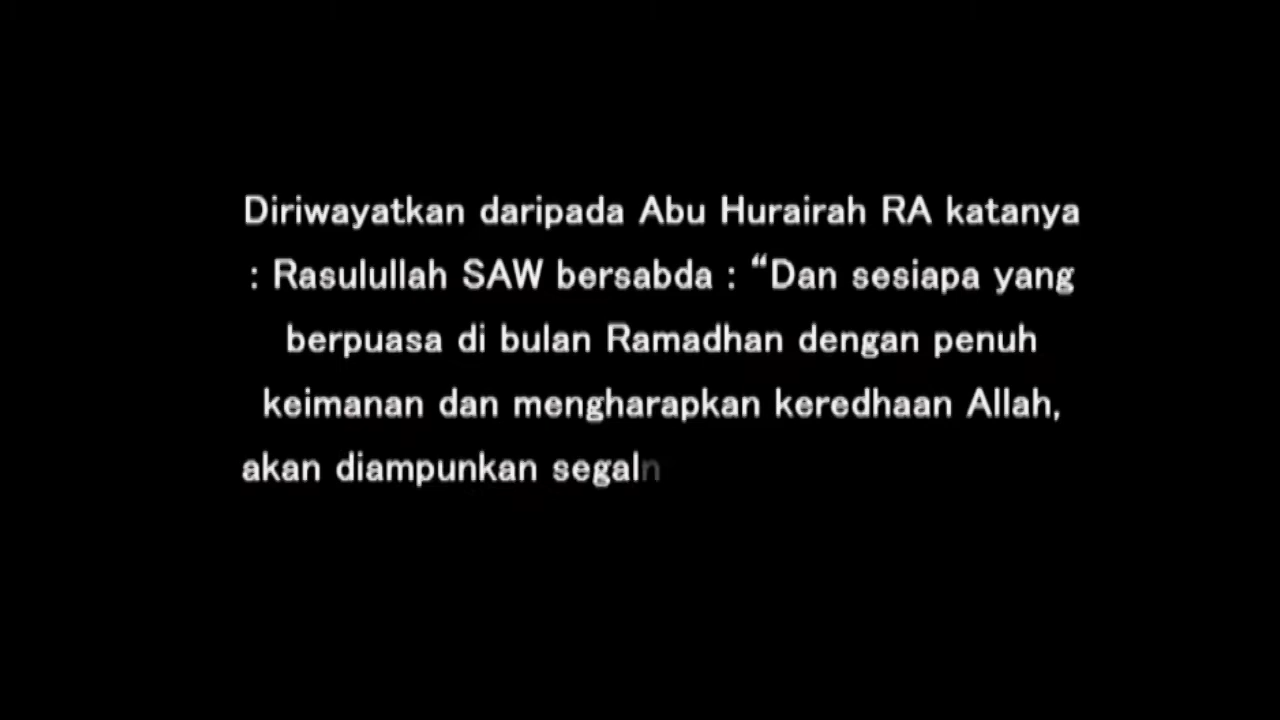 Diriwayatkan daripada Abu Hurairah RA katanya
: Rasulullah SAW bersabda : “Dan sesiapa yang
berpuasa di bulan Ramadhan dengan penuh
keimanan dan mengharapkan keredhaan Allah,
akan diampunkan segaln